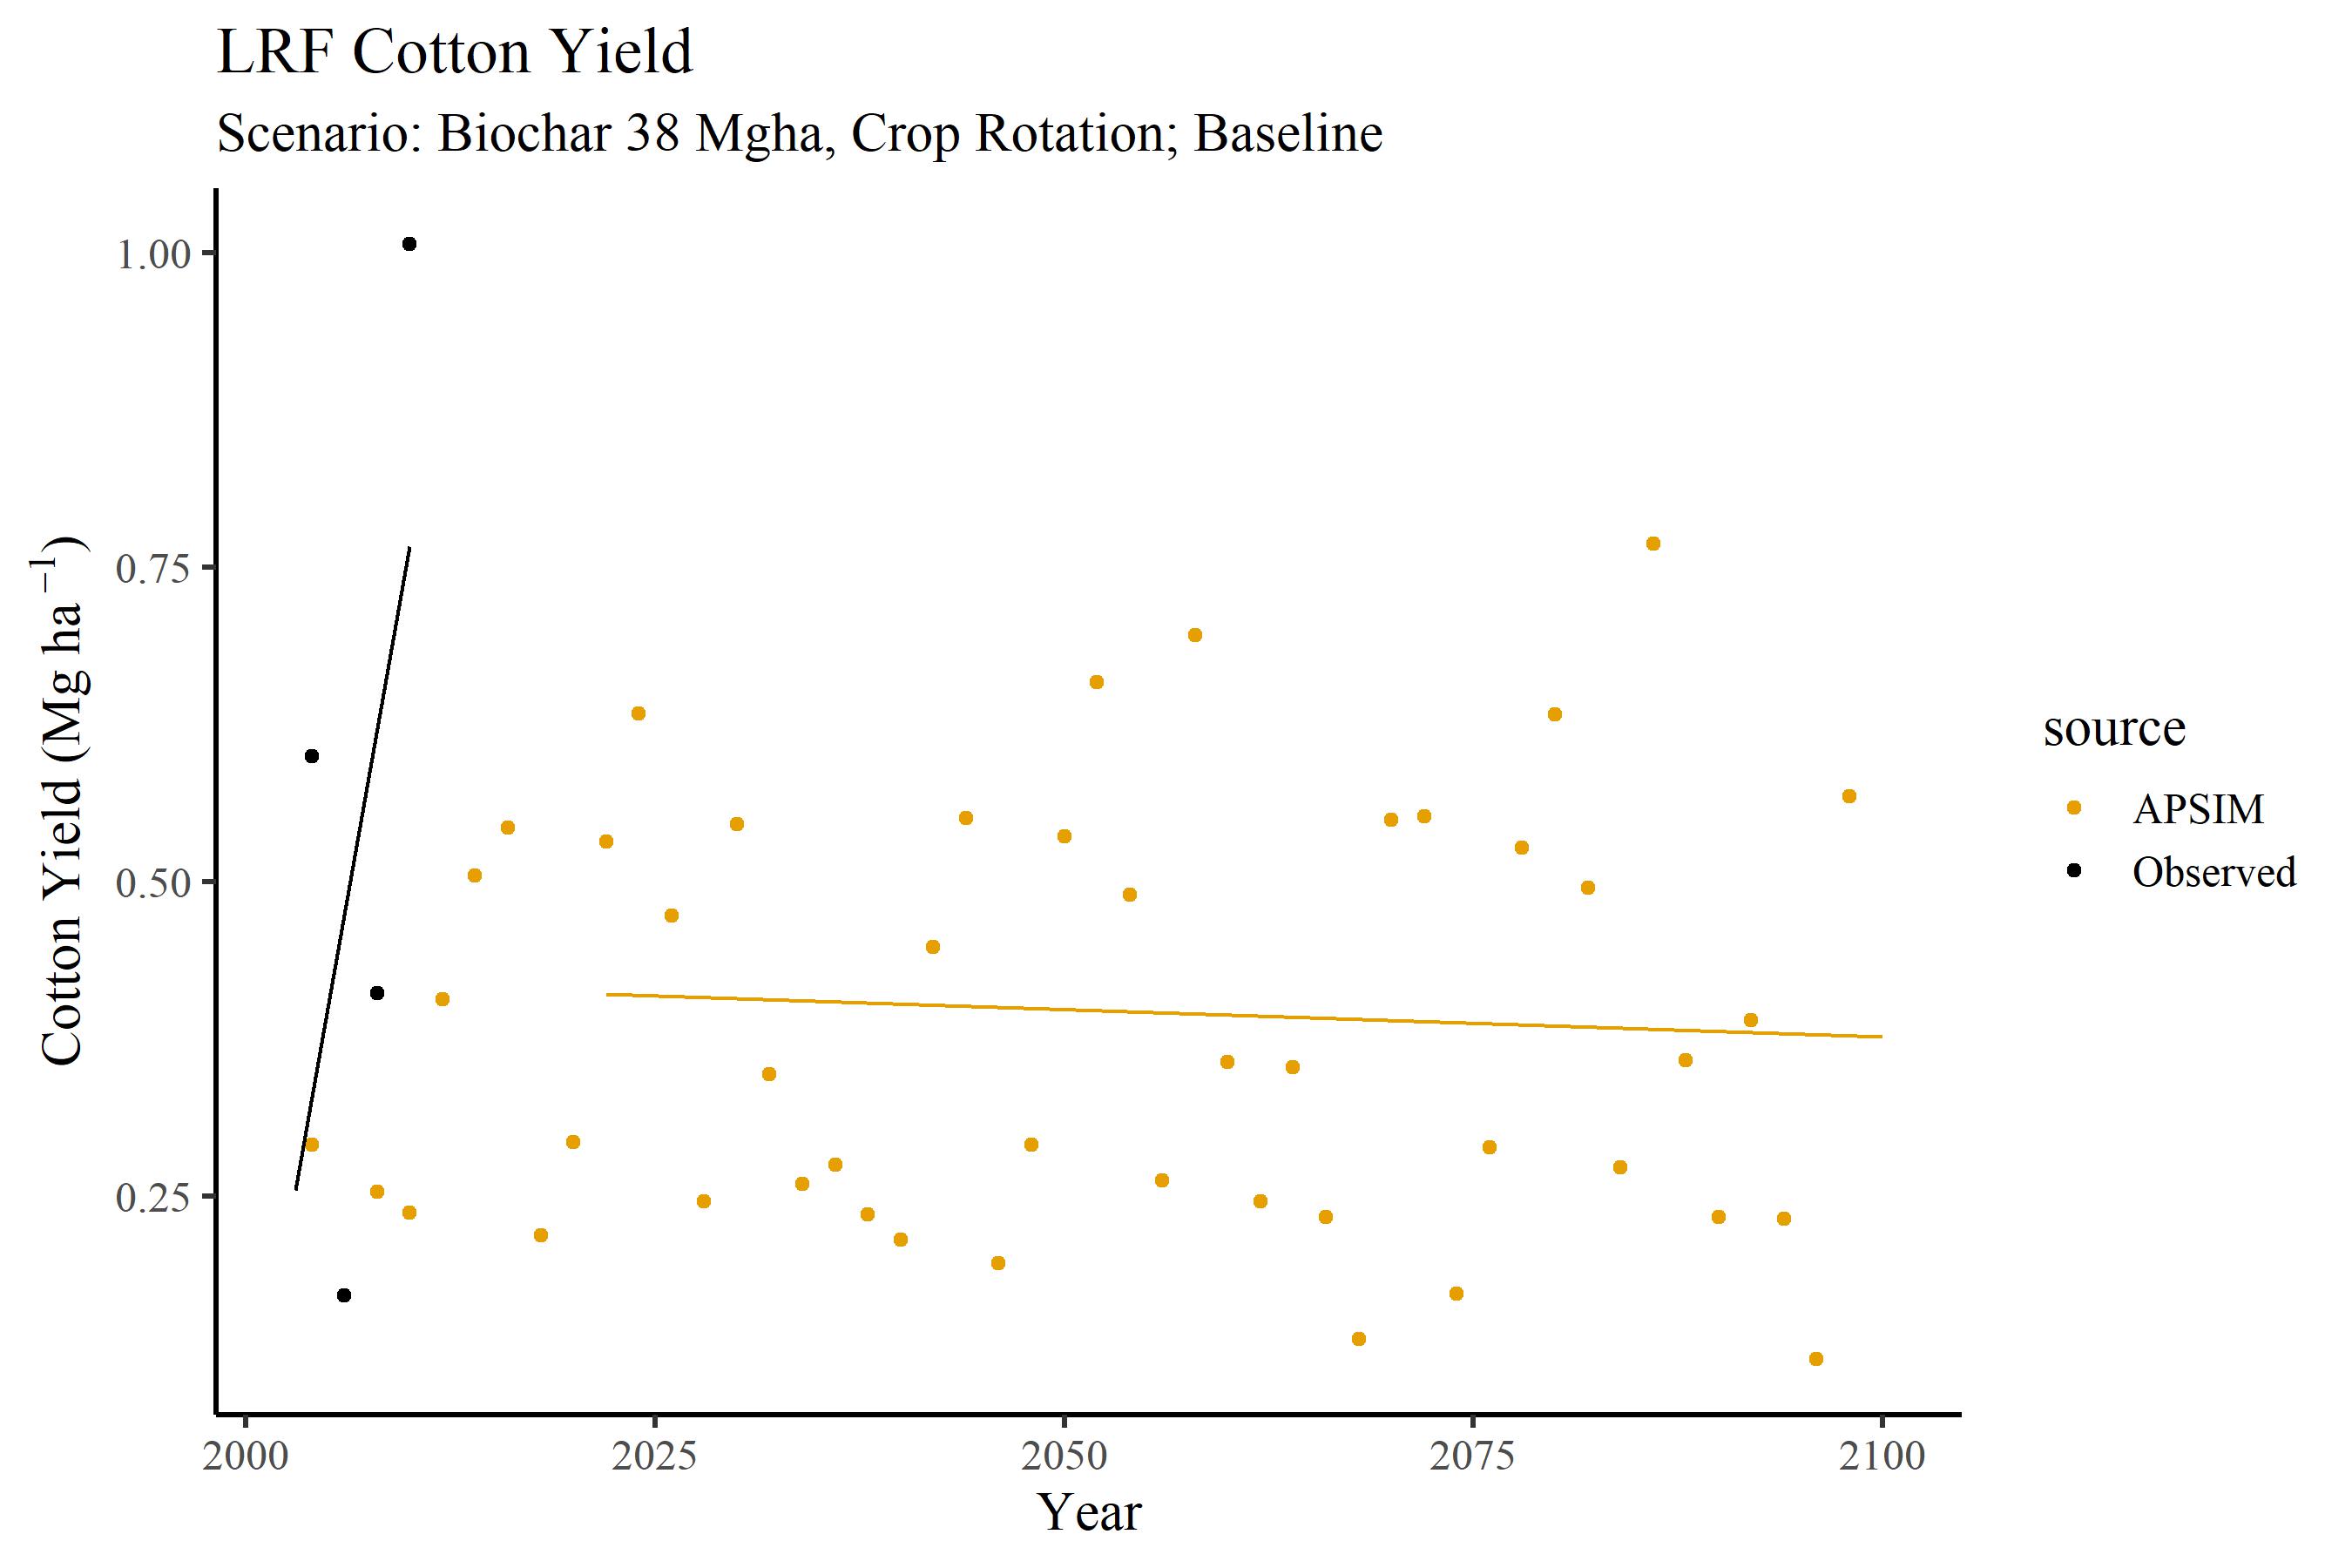 LRF Cotton Yield
Scenario: Biochar 38 Mgha, Crop Rotation; Baseline
Cotton Yield (Mg ha⁻¹)
1.00
0.75
0.50
0.25
2000 2025 2050 2075 2100
Year
source
APSIM
Observed